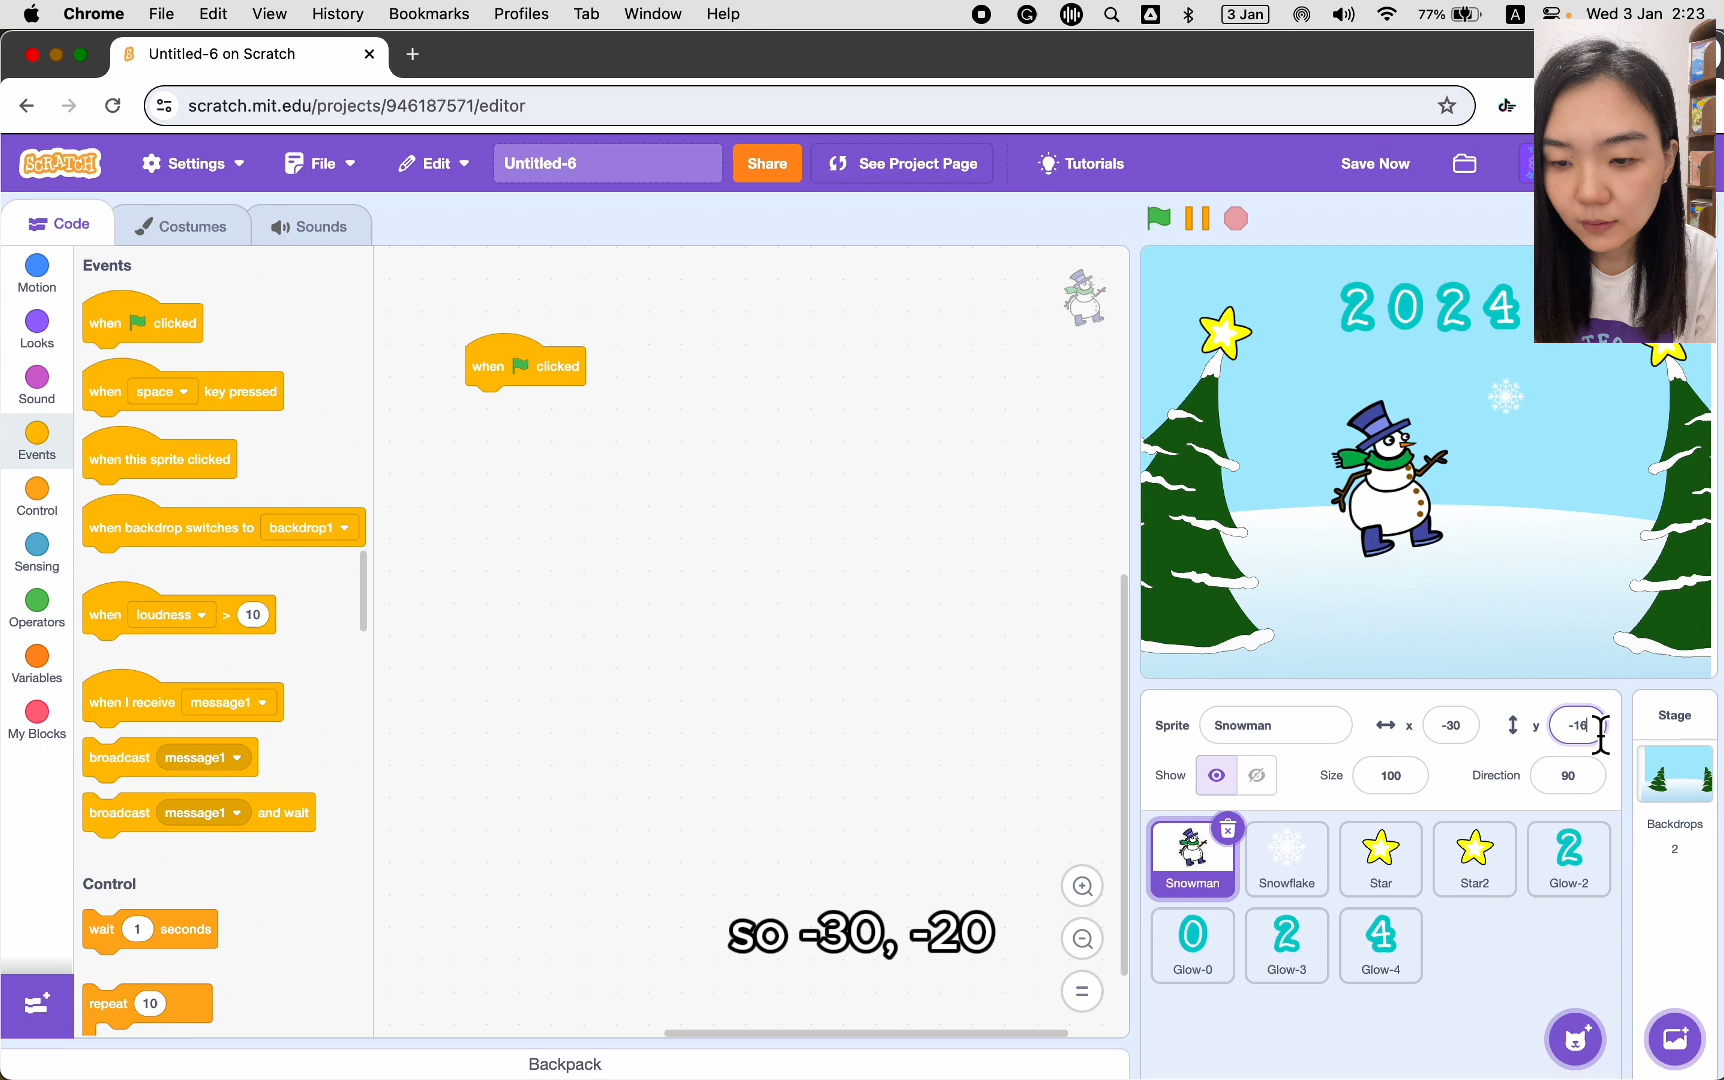 Chrome File Edit View History Bookmarks Profiles Tab Window Help 3 Jan 77% A Wed 3 Jan 2:23
Untitled-6 on Scratch
scratch.mit.edu/projects/946187571/editor
SCRATCH Settings File Edit Untitled-6 Share See Project Page Tutorials Save Now
Code Costumes Sounds
Motion
Looks
Sound
Events
Control
Sensing
Operators
Variables
My Blocks
Events
when clicked
when space key pressed
when this sprite clicked
when backdrop switches to backdrop1
when loudness > 10
when I receive message1
broadcast message1
broadcast message1 and wait
Control
wait 1 seconds
repeat 10
when clicked
so -30, -20
Backpack
2024
Sprite Snowman x -30 y -16
Show Size 100 Direction 90
Snowman Snowflake Star Star2 2 Glow-2
0 Glow-0 2 Glow-3 4 Glow-4
Stage
Backdrops
2